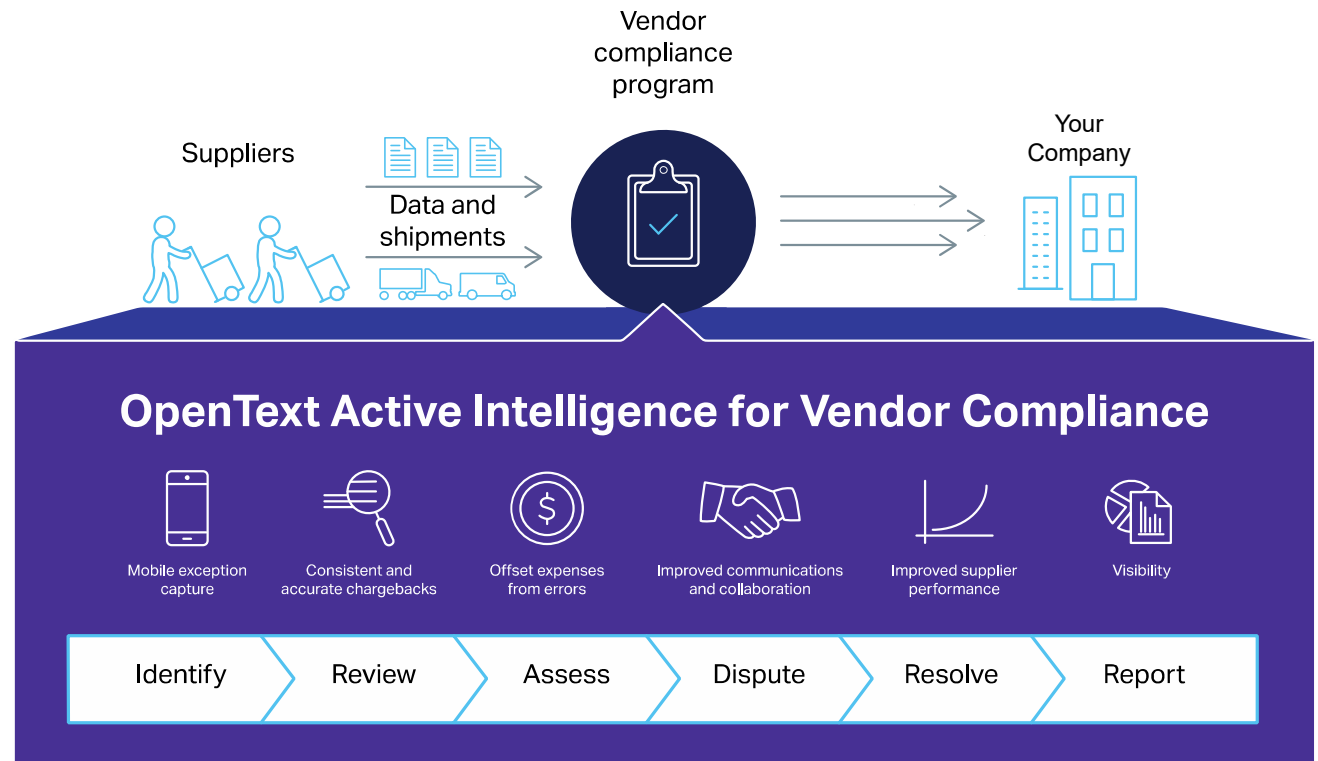 Vendor
compliance
program
Suppliers
Data and
shipments
Your
Company
OpenText Active Intelligence for Vendor Compliance
Mobile exception
capture
Consistent and
accurate chargebacks
Offset expenses
from errors
Improved communications
and collaboration
Improved supplier
performance
Visibility
Identify
Review
Assess
Dispute
Resolve
Report